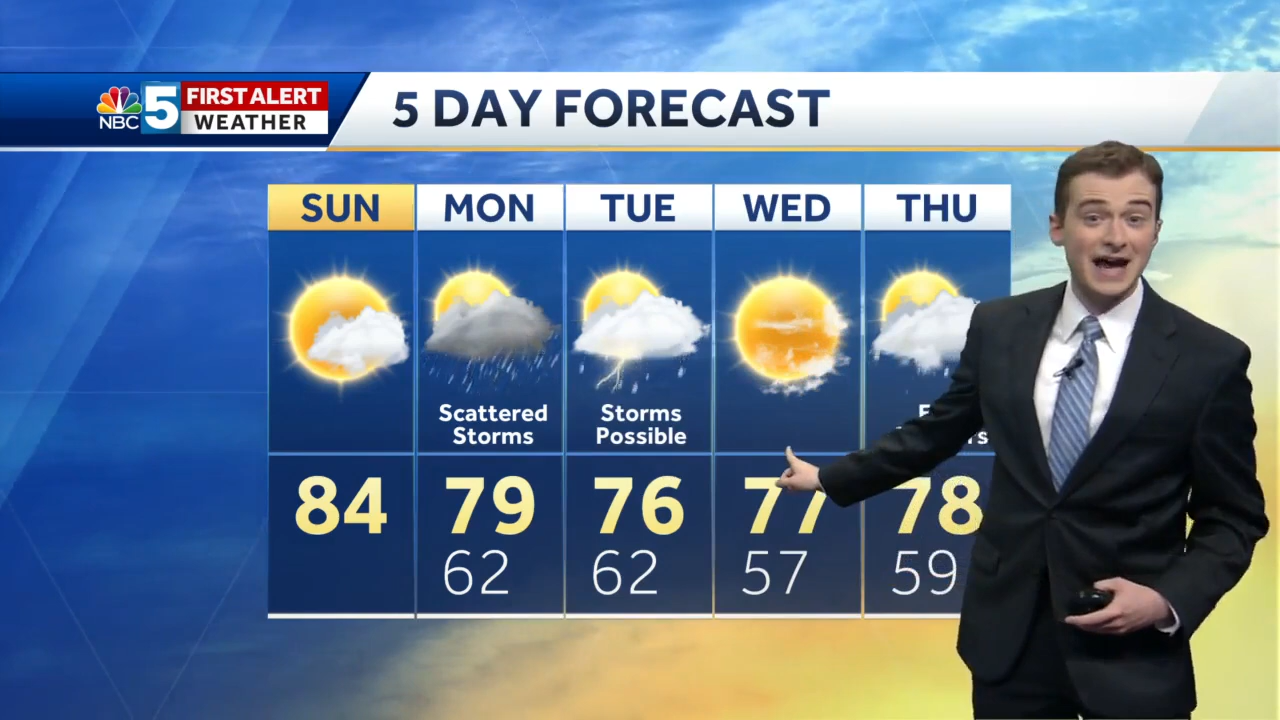 NBC 5 FIRST ALERT
WEATHER
5 DAY FORECAST
SUN MON TUE WED THU
Scattered
Storms
Storms
Possible
84 79 76 77 78
62 62 57 59